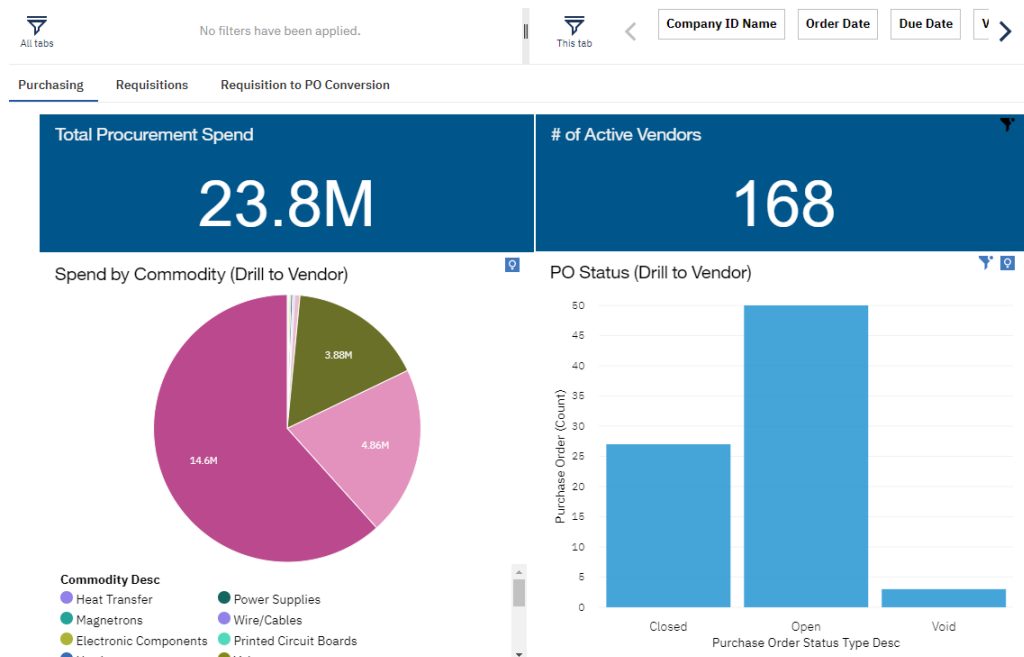 No filters have been applied.
All tabs
This tab
Company ID Name
Order Date
Due Date
V
Purchasing
Requisitions
Requisition to PO Conversion
Total Procurement Spend
23.8M
# of Active Vendors
168
Spend by Commodity (Drill to Vendor)
3.88M
4.86M
14.6M
Commodity Desc
Heat Transfer
Power Supplies
Magnetrons
Wire/Cables
Electronic Components
Printed Circuit Boards
PO Status (Drill to Vendor)
Purchase Order (Count)
50
45
40
35
30
25
20
15
10
5
0
Closed
Open
Void
Purchase Order Status Type Desc